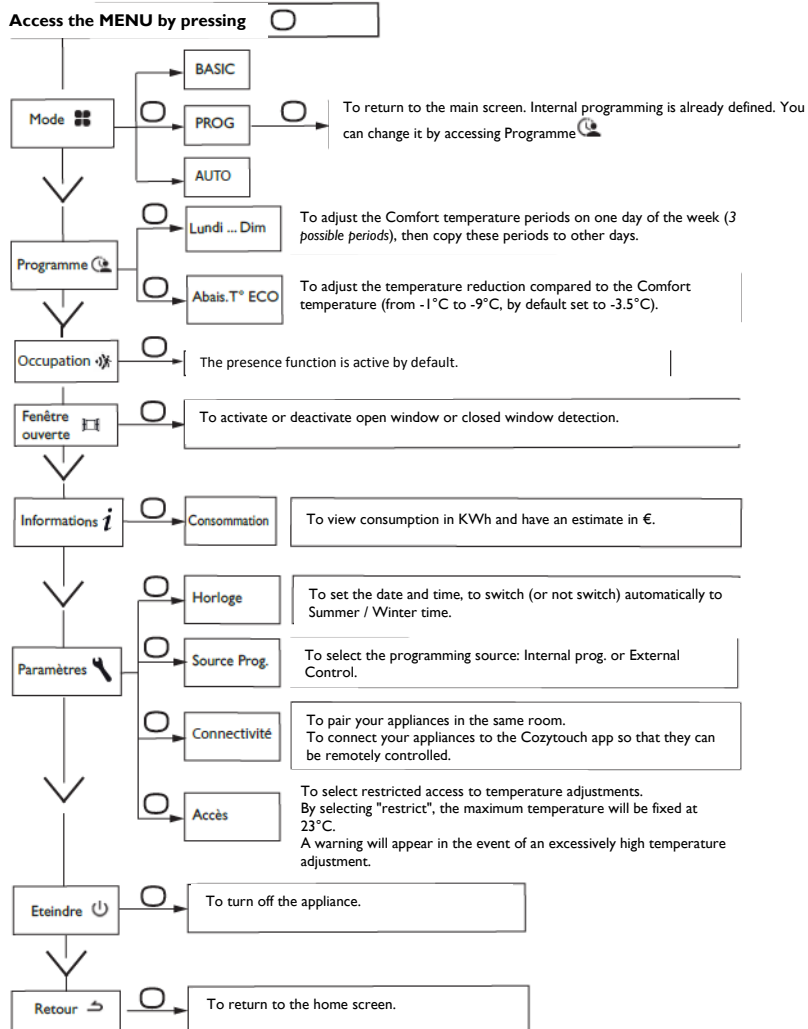 Access the MENU by pressing
BASIC
Mode
PROG
To return to the main screen. Internal programming is already defined. You
can change it by accessing Programme
AUTO
Lundi ... Dim
To adjust the Comfort temperature periods on one day of the week (3
possible periods), then copy these periods to other days.
Programme
Abais.T° ECO
To adjust the temperature reduction compared to the Comfort
temperature (from -1°C to -9°C, by default set to -3.5°C).
Occupation
The presence function is active by default.
Fenêtre
ouverte
To activate or deactivate open window or closed window detection.
Informations i
Consommation
To view consumption in KWh and have an estimate in €.
Horloge
To set the date and time, to switch (or not switch) automatically to
Summer / Winter time.
Paramètres
Source Prog.
To select the programming source: Internal prog. or External
Control.
Connectivité
To pair your appliances in the same room.
To connect your appliances to the Cozytouch app so that they can
be remotely controlled.
Accès
To select restricted access to temperature adjustments.
By selecting "restrict", the maximum temperature will be fixed at
23°C.
A warning will appear in the event of an excessively high temperature
adjustment.
Eteindre
To turn off the appliance.
Retour
To return to the home screen.